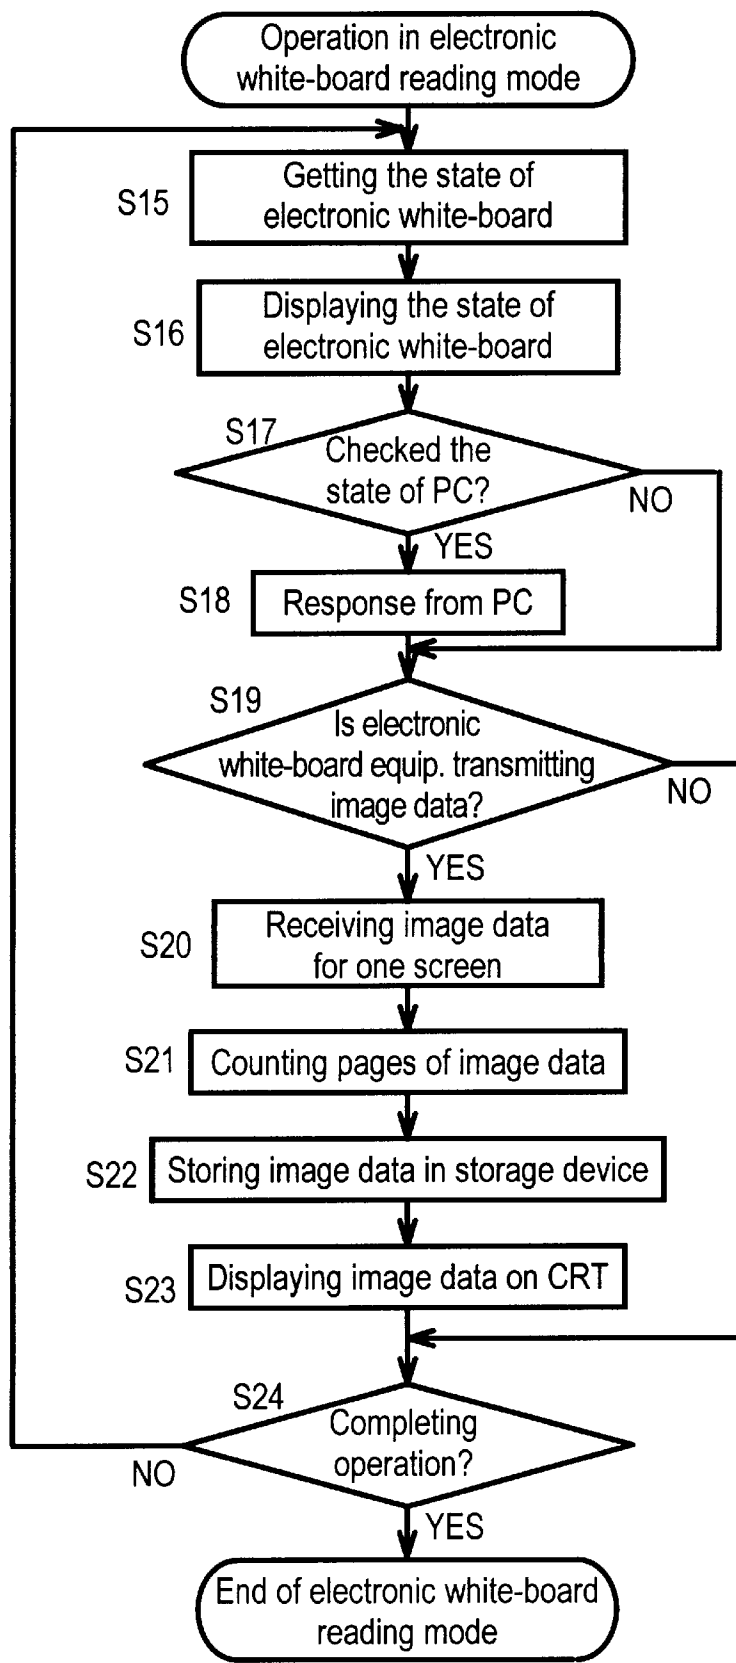 Operation in electronic
white-board reading mode
S15
Getting the state of
electronic white-board
S16
Displaying the state of
electronic white-board
S17
Checked the
state of PC?
NO
YES
S18
Response from PC
S19
Is electronic
white-board equip. transmitting
image data?
NO
YES
S20
Receiving image data
for one screen
S21
Counting pages of image data
S22
Storing image data in storage device
S23
Displaying image data on CRT
S24
Completing
operation?
NO
YES
End of electronic white-board
reading mode